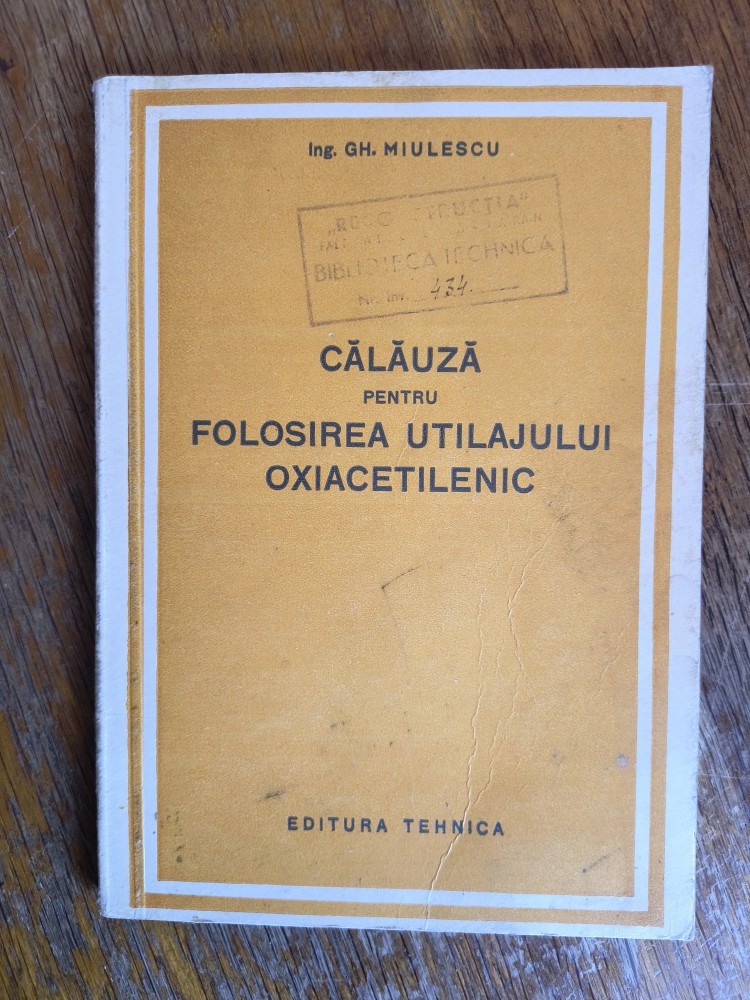 Ing. GH. MIULESCU
BIBLIOTECA TECHNICA
Nr. Inv. 434
CĂLĂUZĂ
PENTRU
FOLOSIREA UTILAJULUI
OXIACETILENIC
EDITURA TEHNICA